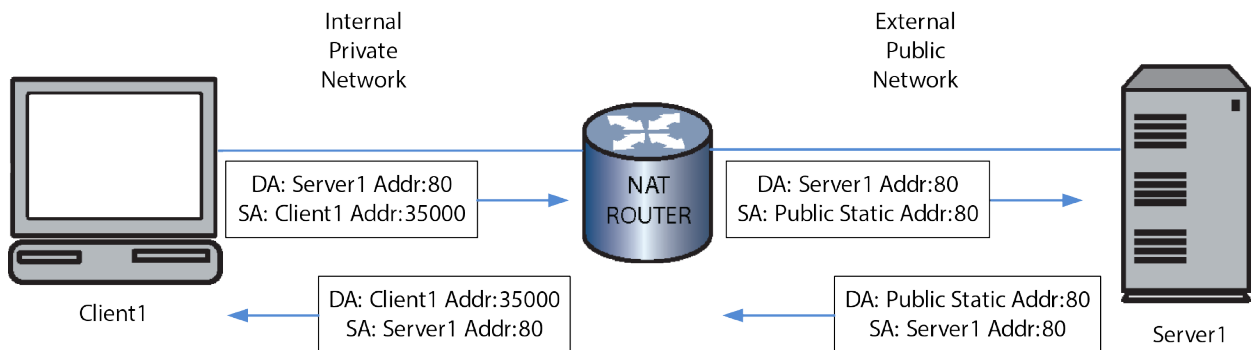 Internal
Private
Network
External
Public
Network
DA: Server1 Addr:80
SA: Client1 Addr:35000
NAT
ROUTER
DA: Server1 Addr:80
SA: Public Static Addr:80
Client1
DA: Client1 Addr:35000
SA: Server1 Addr:80
DA: Public Static Addr:80
SA: Server1 Addr:80
Server1